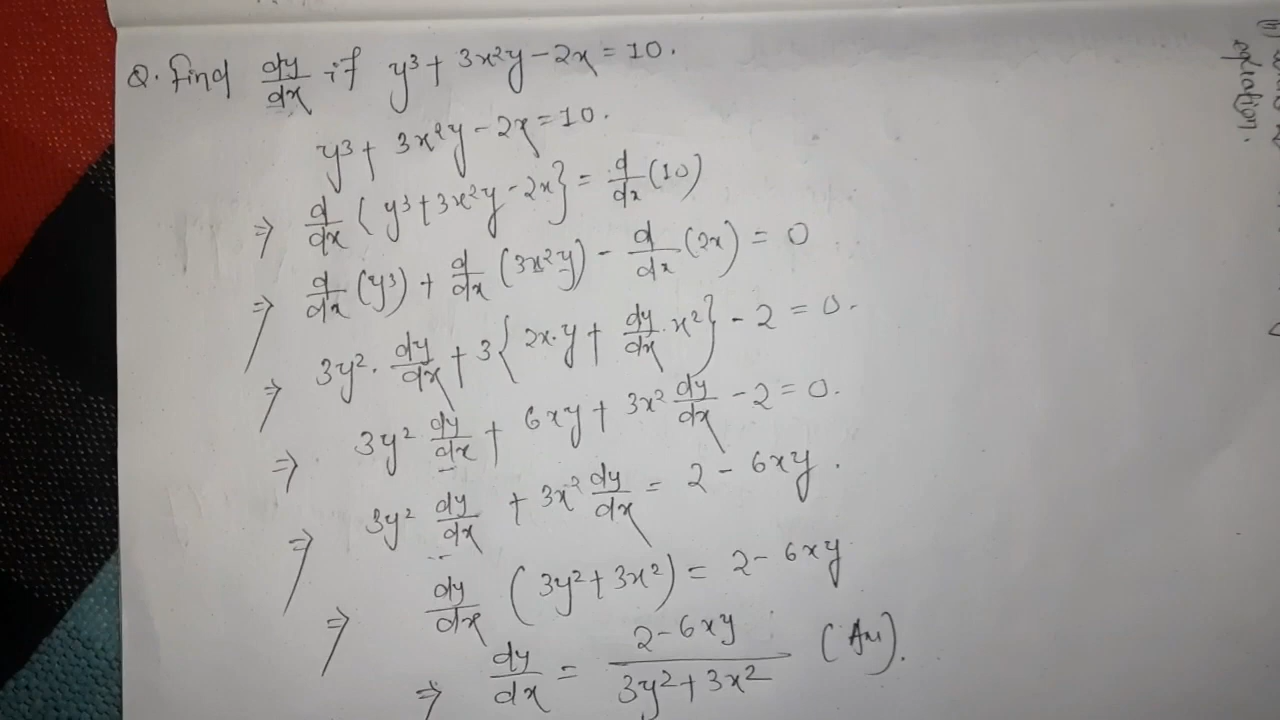 Q. Find dy/dx if y³ + 3x²y - 2x = 10.
y³ + 3x²y - 2x = 10.
⇒ d/dx { y³ + 3x²y - 2x } = d/dx (10)
⇒ d/dx (y³) + d/dx (3x²y) - d/dx (2x) = 0
⇒ 3y² · dy/dx + 3 { 2x·y + dy/dx · x² } - 2 = 0.
⇒ 3y² dy/dx + 6xy + 3x² dy/dx - 2 = 0.
⇒ 3y² dy/dx + 3x² dy/dx = 2 - 6xy.
⇒ dy/dx (3y² + 3x²) = 2 - 6xy
⇒ dy/dx = 2 - 6xy / 3y² + 3x² (Ans).
equation.